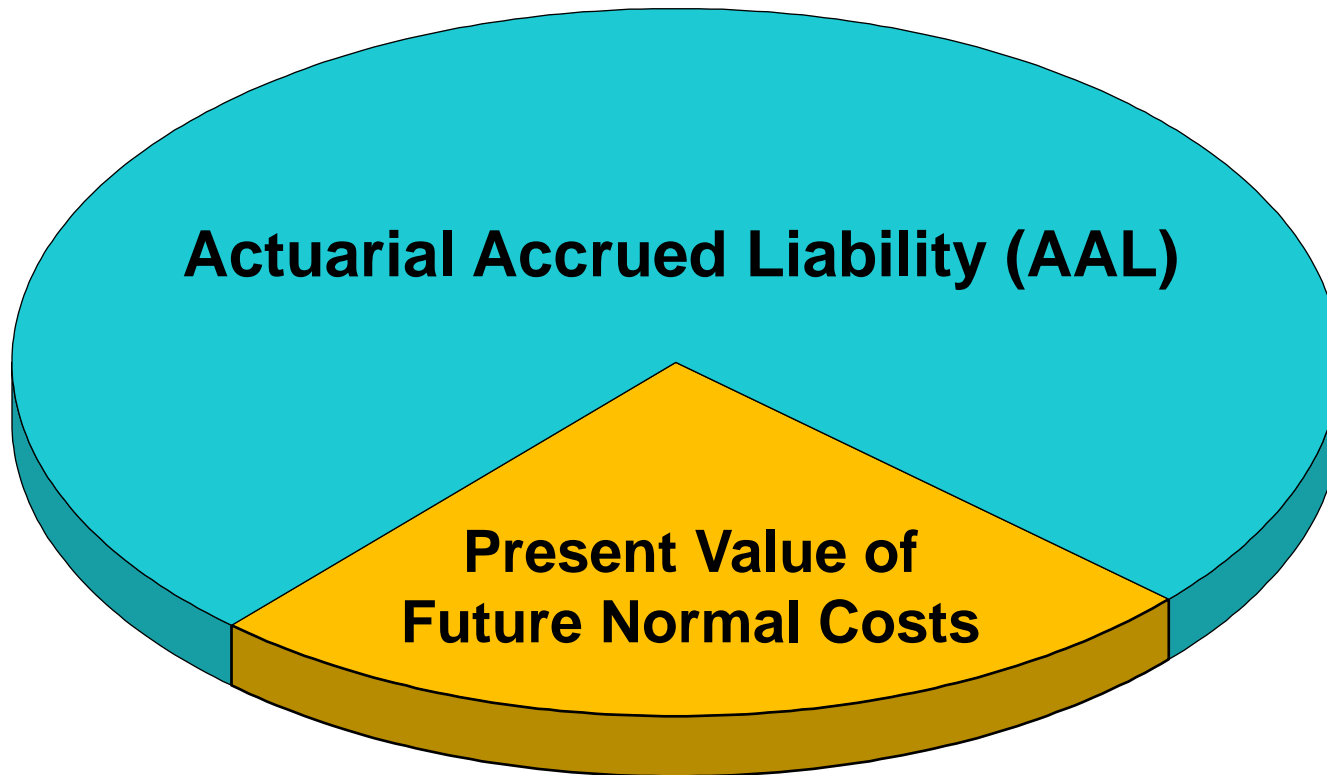 Actuarial Accrued Liability (AAL)
Present Value of
Future Normal Costs